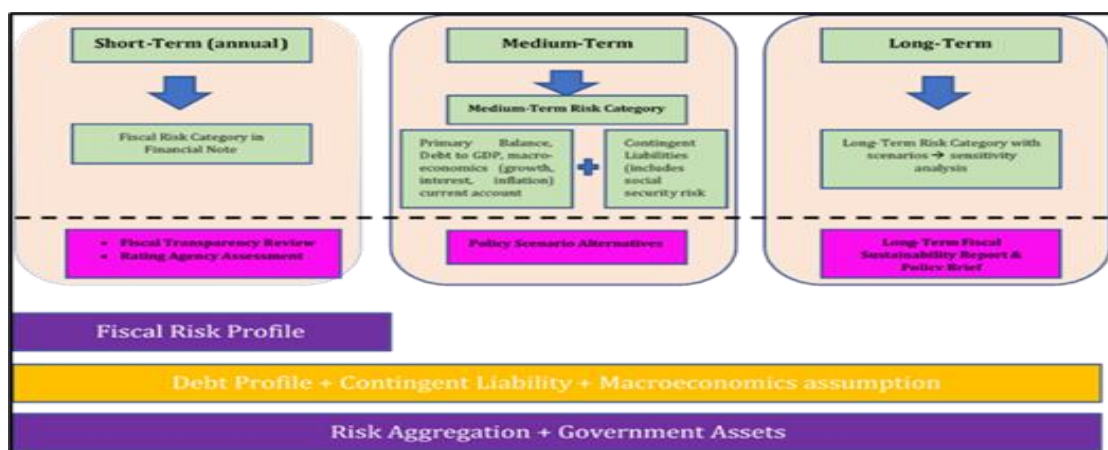 Short-Term (annual)
Fiscal Risk Category in
Financial Note
• Fiscal Transparency Review
• Rating Agency Assessment
Medium-Term
Medium-Term Risk Category
Primary Balance,
Debt to GDP, macro-
economics (growth,
interest, inflation)
current account
Contingent
Liabilities
(includes
social
security risk
Policy Scenario Alternatives
Long-Term
Long-Term Risk Category with
scenarios → sensitivity
analysis
Long-Term Fiscal
Sustainability Report &
Policy Brief
Fiscal Risk Profile
Debt Profile + Contingent Liability + Macroeconomics assumption
Risk Aggregation + Government Assets